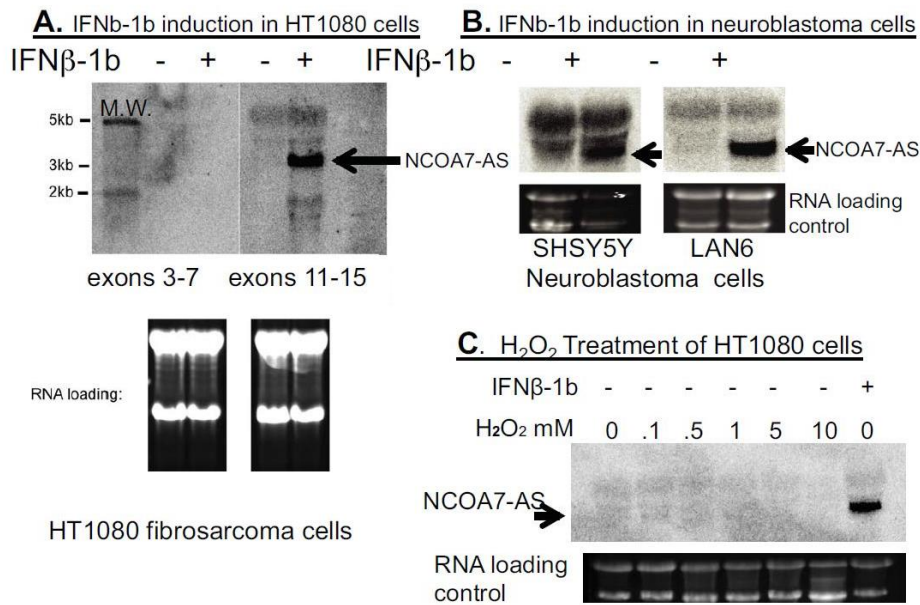 A. IFNb-1b induction in HT1080 cells
IFNβ-1b - + - +
M.W.
5kb
3kb
2kb
NCOA7-AS
exons 3-7 exons 11-15
RNA loading:
HT1080 fibrosarcoma cells
B. IFNb-1b induction in neuroblastoma cells
IFNβ-1b - + - +
NCOA7-AS
RNA loading
control
SHSY5Y LAN6
Neuroblastoma cells
C. H₂O₂ Treatment of HT1080 cells
IFNβ-1b - - - - - - +
H₂O₂ mM 0 .1 .5 1 5 10 0
NCOA7-AS
RNA loading
control